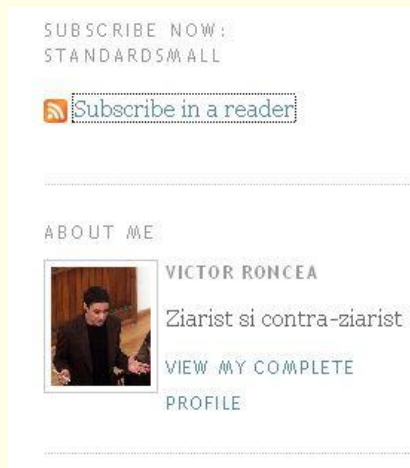 SUBSCRIBE NOW:
STANDARDSMALL
Subscribe in a reader
ABOUT ME
VICTOR RONCEA
Ziarist si contra-ziarist
VIEW MY COMPLETE
PROFILE